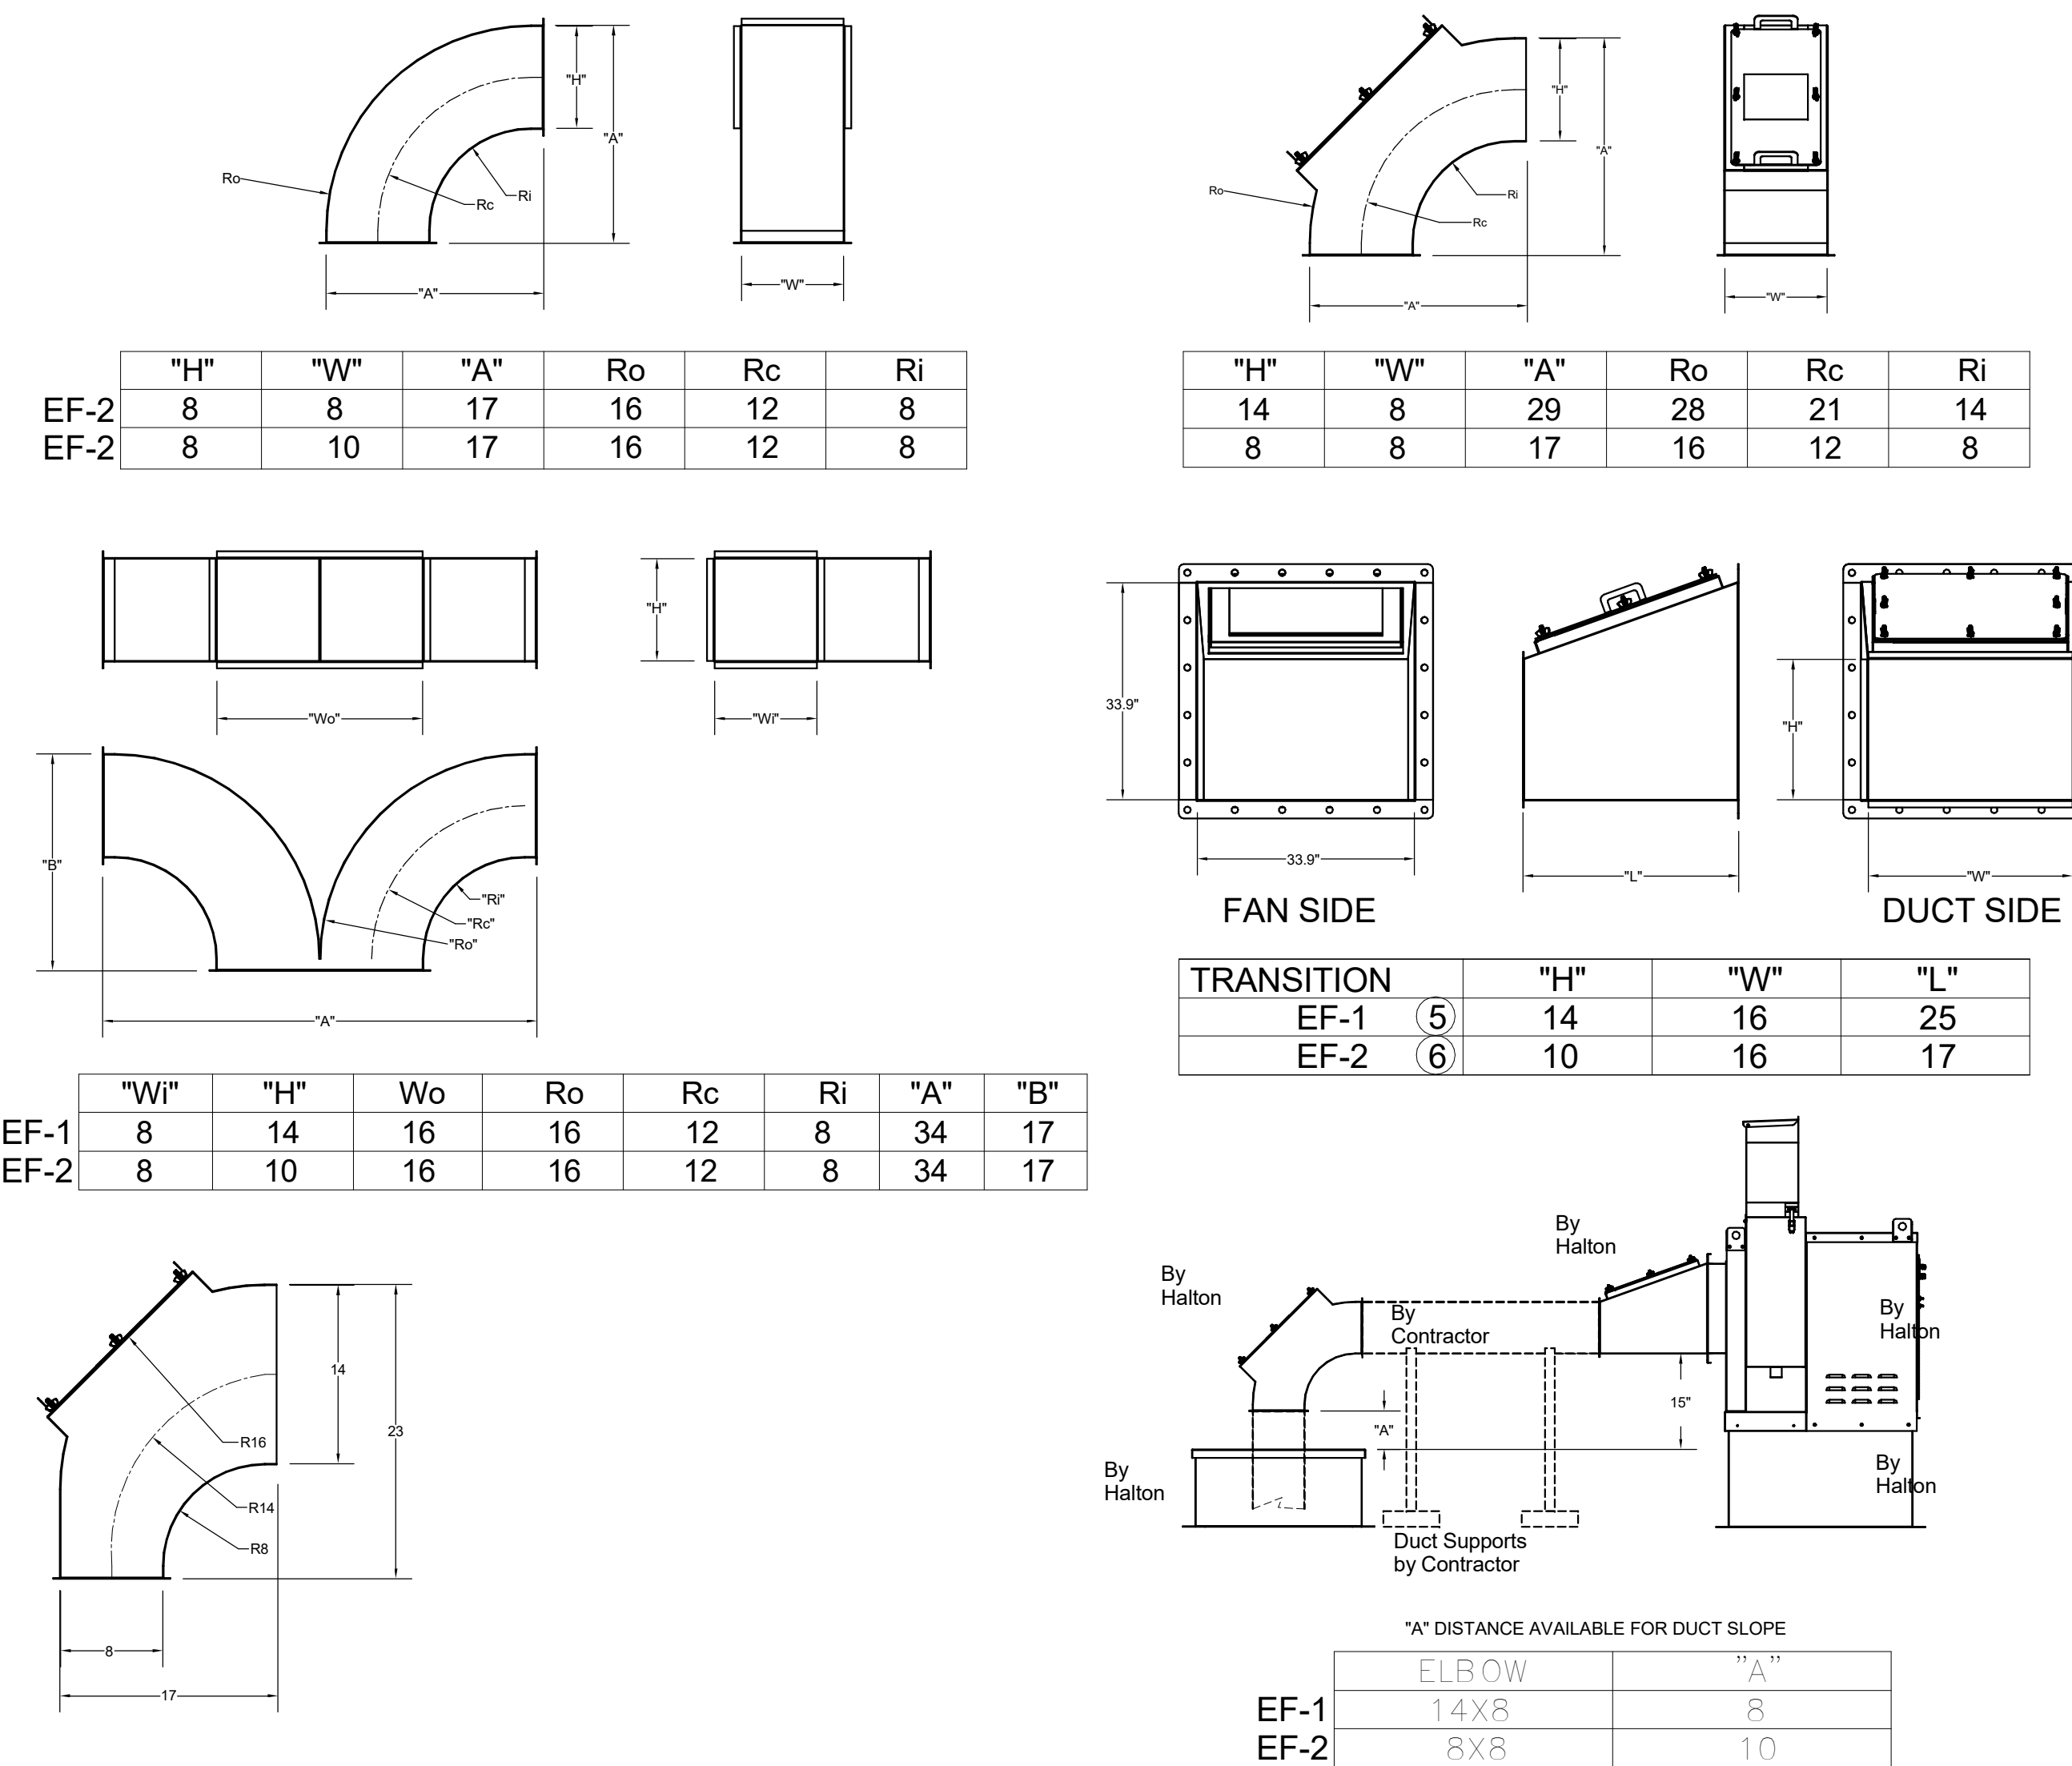 "H"
"A"
Ro
Rc
Ri
"A"
"W"
"H" "W" "A" Ro Rc Ri
EF-2 8 8 17 16 12 8
EF-2 8 10 17 16 12 8
"H"
"A"
Ro
Ri
Rc
"A"
"W"
"H" "W" "A" Ro Rc Ri
14 8 29 28 21 14
8 8 17 16 12 8
"H"
"Wo"
"Wi"
"B"
"Ri"
"Rc"
"Ro"
"A"
"Wi" "H" Wo Ro Rc Ri "A" "B"
EF-1 8 14 16 16 12 8 34 17
EF-2 8 10 16 16 12 8 34 17
33.9"
33.9"
"L"
"H"
"W"
FAN SIDE
DUCT SIDE
TRANSITION "H" "W" "L"
EF-1 5 14 16 25
EF-2 6 10 16 17
14
23
R16
R14
R8
8
17
By
Halton
By
Halton
By
Contractor
By
Halton
15"
"A"
By
Halton
By
Halton
Duct Supports
by Contractor
"A" DISTANCE AVAILABLE FOR DUCT SLOPE
ELBOW "A"
EF-1 14X8 8
EF-2 8X8 10